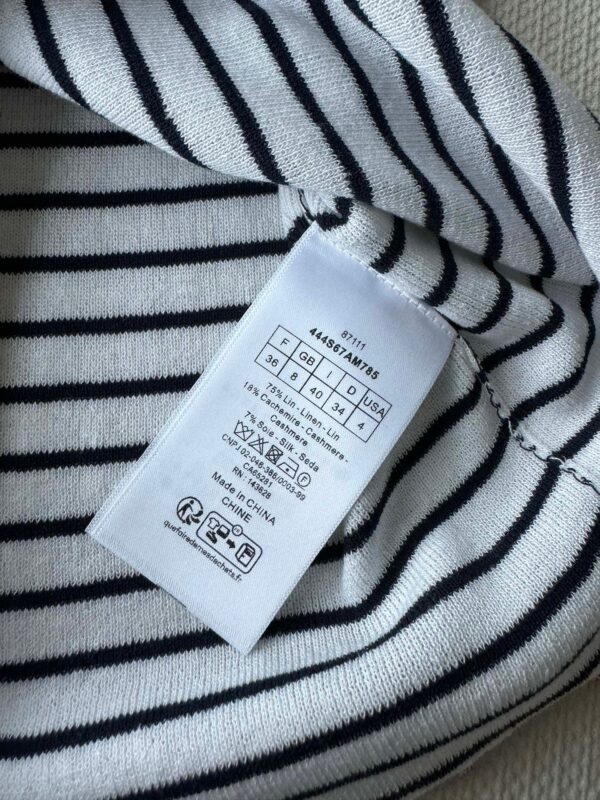 87111
444S67AM785
F GB I D USA
36 8 40 34 4
75% Lin - Linen - Lin
18% Cachemire - Cashmere -
Cashmere
7% Soie - Silk - Seda
F
CNPJ 02-046-386/0003-99
CA65281
RN : 143628
Made in CHINA
CHINE
quefairedemesdechets.fr